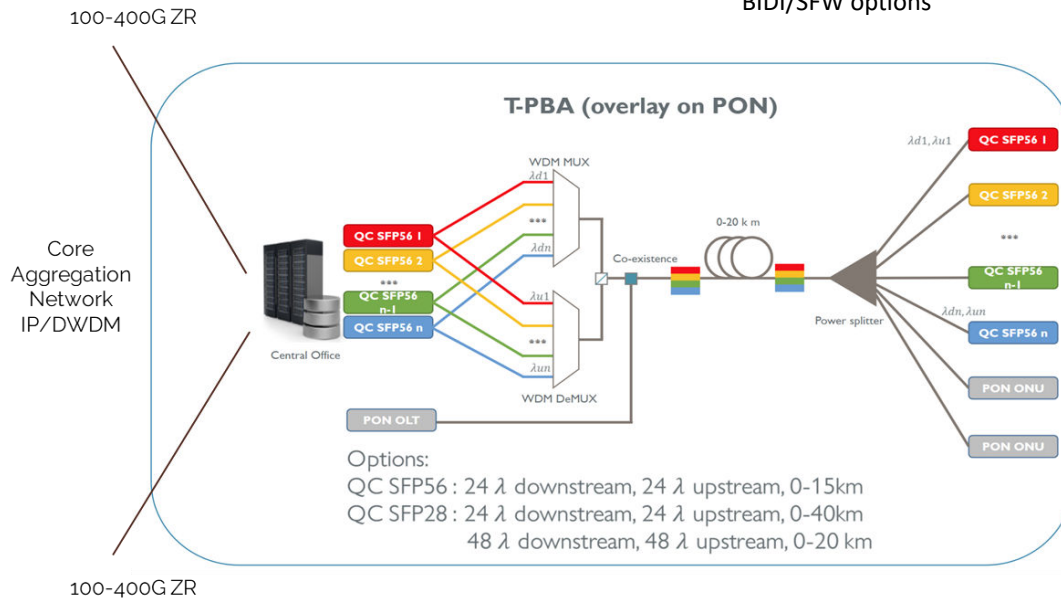 100-400G ZR
BIDI/SFW options
T-PBA (overlay on PON)
WDM MUX
λd1
***
λdn
QC SFP56 1
QC SFP56 2
***
QC SFP56
n-1
QC SFP56 n
Central Office
λu1
***
λun
WDM DeMUX
PON OLT
Co-existence
0-20 km
Power splitter
λd1,λu1
QC SFP56 1
QC SFP56 2
***
QC SFP56
n-1
λdn,λun
QC SFP56 n
PON ONU
PON ONU
Core
Aggregation
Network
IP/DWDM
Options:
QC SFP56 : 24 λ downstream, 24 λ upstream, 0-15km
QC SFP28 : 24 λ downstream, 24 λ upstream, 0-40km
48 λ downstream, 48 λ upstream, 0-20 km
100-400G ZR